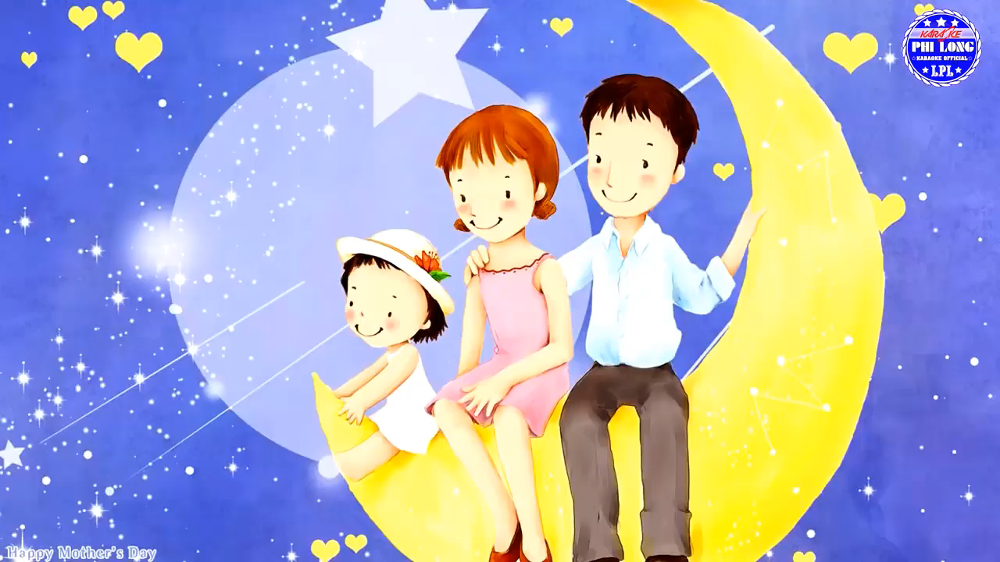 KARAOKE
PHI LONG
KARAOKE OFFICIAL
LPL
Happy Mother's Day